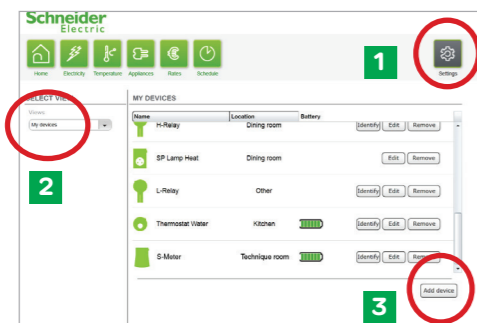 Schneider
Electric
1
Home Electricity Temperature Appliances Rates Schedule Settings
SELECT VIEW
MY DEVICES
Views
My devices
Name Location Battery
H-Relay Dining room Identify Edit Remove
SP Lamp Heat Dining room Edit Remove
2
L-Relay Other Identify Edit Remove
Thermostat Water Kitchen Identify Edit Remove
S-Meter Technique room Identify Edit Remove
3
Add device